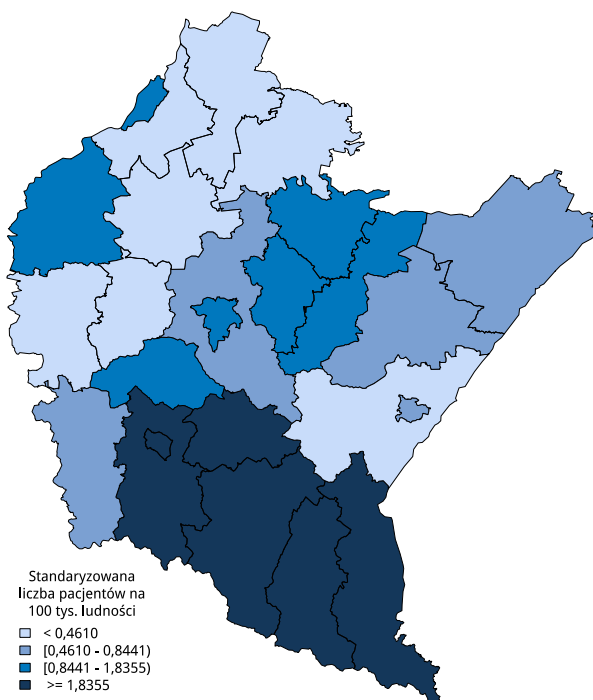 Standaryzowana
liczba pacjentów na
100 tys. ludności
< 0,4610
[0,4610 - 0,8441)
[0,8441 - 1,8355)
>= 1,8355